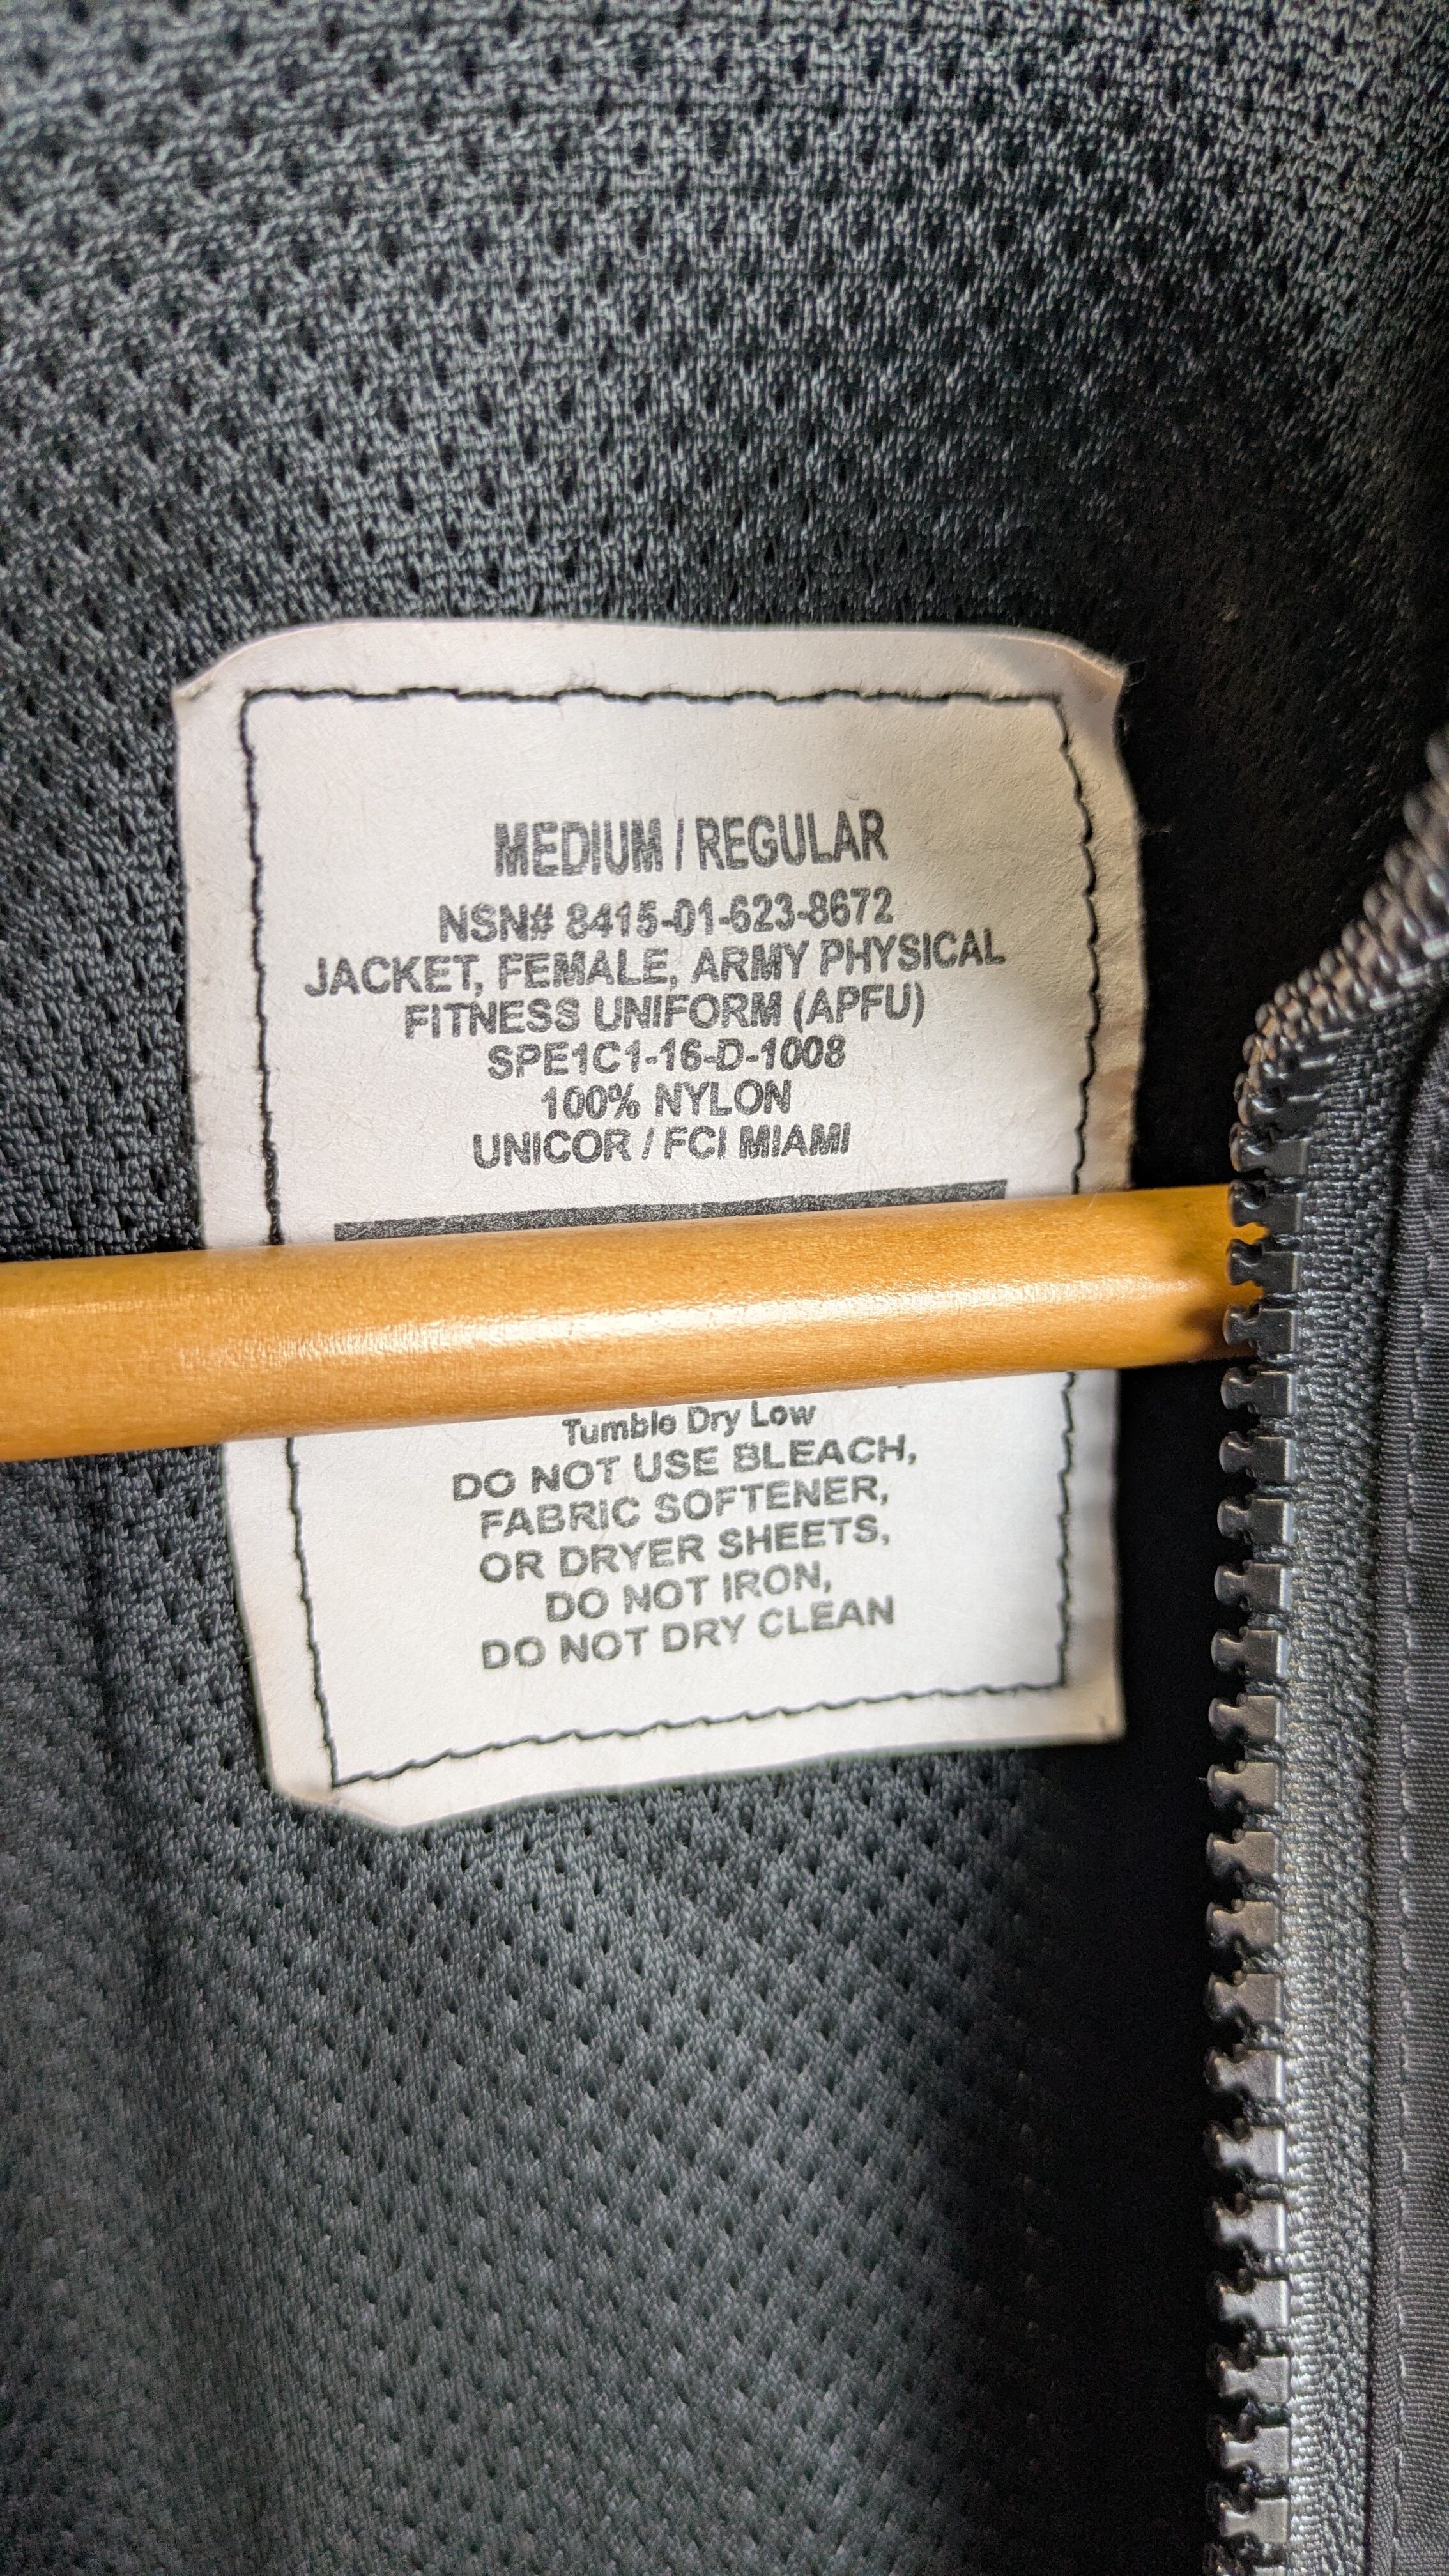 MEDIUM / REGULAR
NSN# 8415-01-623-8672
JACKET, FEMALE, ARMY PHYSICAL
FITNESS UNIFORM (APFU)
SPE1C1-16-D-1008
100% NYLON
UNICOR / FCI MIAMI
Tumble Dry Low
DO NOT USE BLEACH,
FABRIC SOFTENER,
OR DRYER SHEETS,
DO NOT IRON,
DO NOT DRY CLEAN